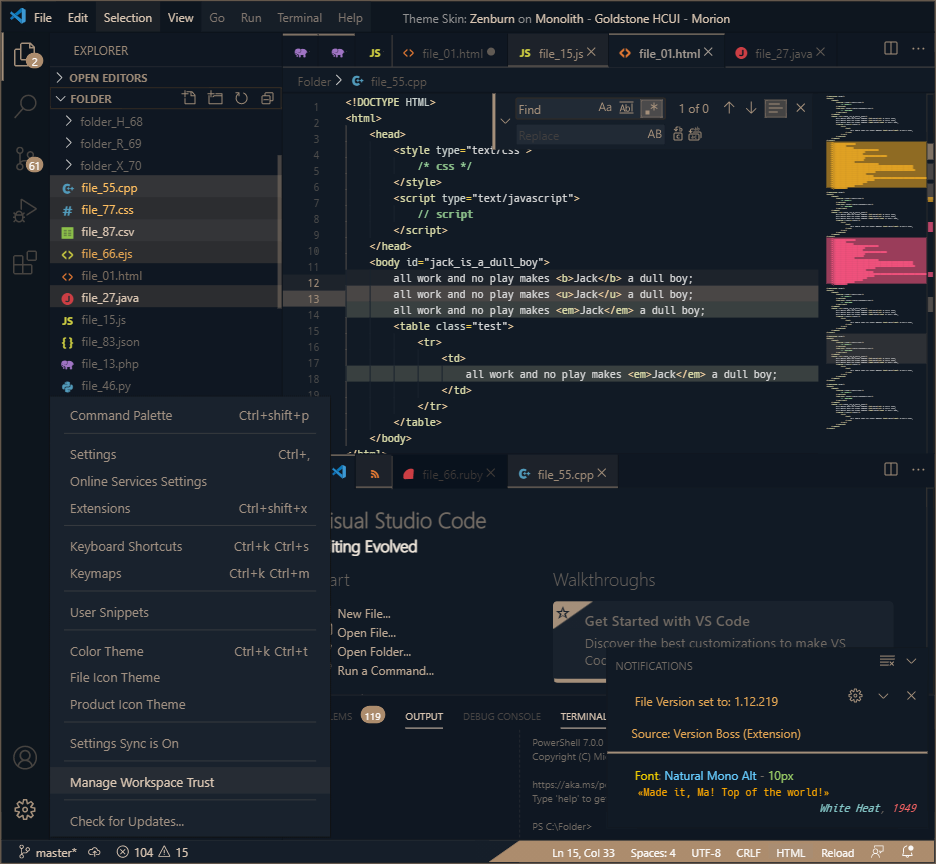 File Edit Selection View Go Run Terminal Help Theme Skin: Zenburn on Monolith - Goldstone HCUI - Morion
2
61
EXPLORER
OPEN EDITORS
FOLDER
folder_H_68
folder_R_69
folder_X_70
file_55.cpp
file_77.css
file_87.csv
file_66.ejs
file_01.html
file_27.java
file_15.js
file_83.json
file_13.php
file_46.py
JS file_01.html JS file_15.js file_01.html file_27.java
Folder file_55.cpp
Find Aa Abl .* 1 of 0
Replace AB
1 <!DOCTYPE HTML>
2 <html>
3 <head>
4 <style type="text/css">
5 /* css */
6 </style>
7 <script type="text/javascript">
8 // script
9 </script>
10 </head>
11 <body id="jack_is_a_dull_boy">
12 all work and no play makes <b>Jack</b> a dull boy;
13 all work and no play makes <u>Jack</u> a dull boy;
14 all work and no play makes <em>Jack</em> a dull boy;
15 <table class="test">
16 <tr>
17 <td>
18 all work and no play makes <em>Jack</em> a dull boy;
</td>
</tr>
</table>
</body>
</html>
Command Palette Ctrl+shift+p
Settings Ctrl+,
Online Services Settings
Extensions Ctrl+shift+x
Keyboard Shortcuts Ctrl+k Ctrl+s
Keymaps Ctrl+k Ctrl+m
User Snippets
Color Theme Ctrl+k Ctrl+t
File Icon Theme
Product Icon Theme
Settings Sync is On
Manage Workspace Trust
Check for Updates...
file_66.ruby file_55.cpp
isual Studio Code
iting Evolved
art
New File...
Open File...
Open Folder...
Run a Command...
Walkthroughs
Get Started with VS Code
Discover the best customizations to make VS
Coc
LEMS 119 OUTPUT DEBUG CONSOLE TERMINAL
PowerShell 7.0.0
Copyright (C) Mi
https://aka.ms/p
Type 'help' to ge
PS C:\Folder>
NOTIFICATIONS
File Version set to: 1.12.219
Source: Version Boss (Extension)
Font: Natural Mono Alt - 10px
«Made it, Ma! Top of the world!»
White Heat, 1949
master* 104 15 Ln 15, Col 33 Spaces: 4 UTF-8 CRLF HTML Reload